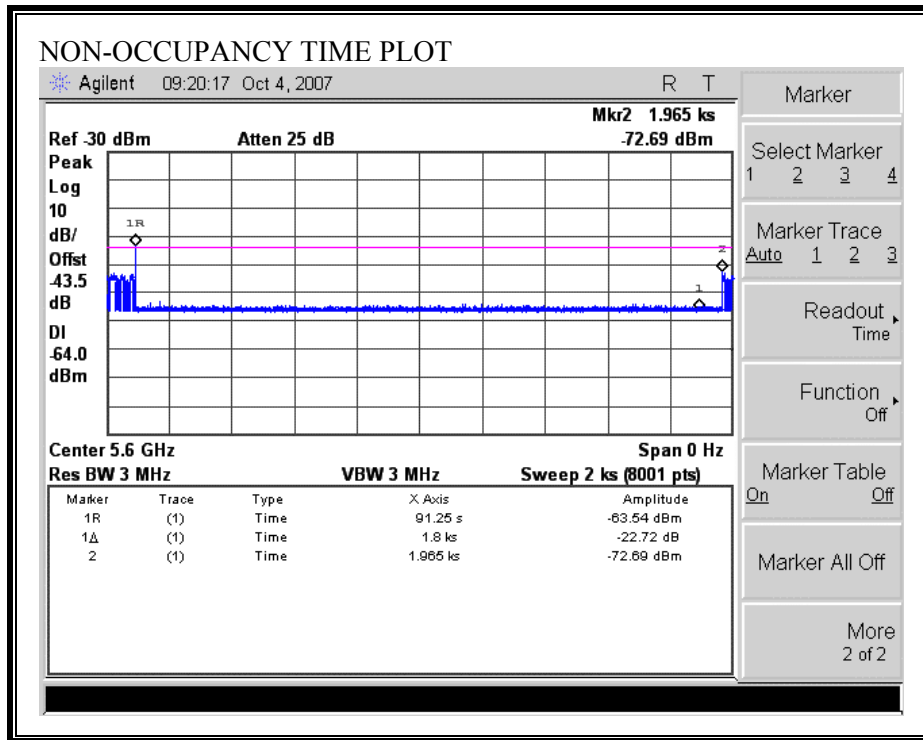 NON-OCCUPANCY TIME PLOT
Agilent 09:20:17 Oct 4, 2007 R T
Mkr2 1.965 ks
Ref -30 dBm Atten 25 dB -72.69 dBm
Peak
Log
10
dB/
Offst
-43.5
dB
DI
-64.0
dBm
1R
2
1
Center 5.6 GHz Span 0 Hz
Res BW 3 MHz VBW 3 MHz Sweep 2 ks (8001 pts)
Marker Trace Type X Axis Amplitude
1R (1) Time 91.25 s -63.54 dBm
1Δ (1) Time 1.8 ks -22.72 dB
2 (1) Time 1.965 ks -72.69 dBm
Marker
Select Marker
1 2 3 4
Marker Trace
Auto 1 2 3
Readout
Time
Function
Off
Marker Table
On Off
Marker All Off
More
2 of 2